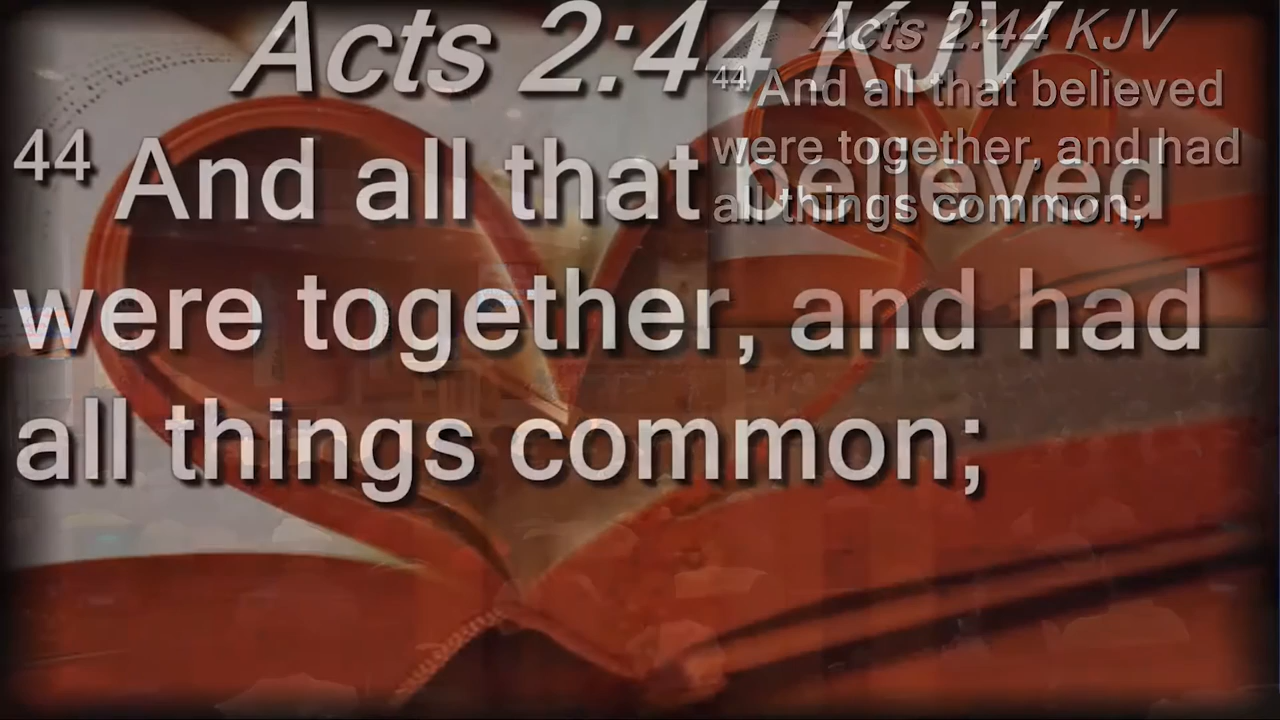 Acts 2:44 KJV
44 And all that believed
were together, and had
all things common;
Acts 2:44 KJV
44 And all that believed
were together, and had
all things common;